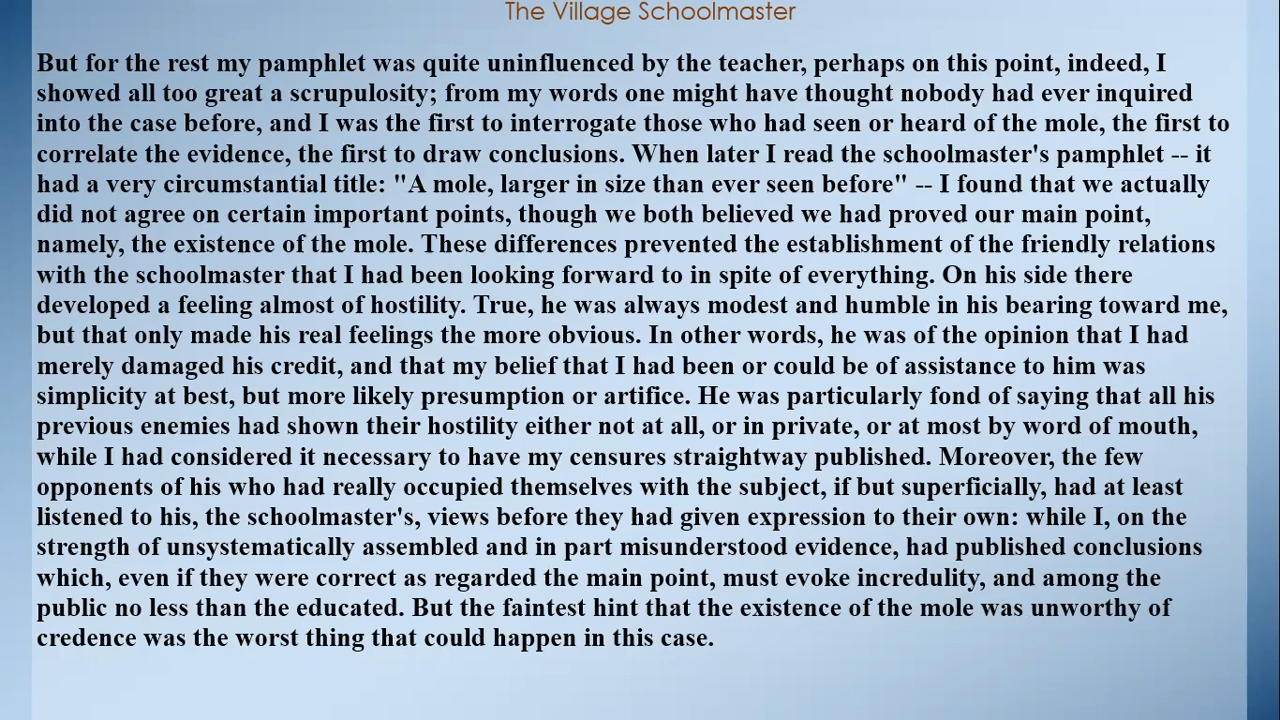 The Village Schoolmaster
But for the rest my pamphlet was quite uninfluenced by the teacher, perhaps on this point, indeed, I
showed all too great a scrupulosity; from my words one might have thought nobody had ever inquired
into the case before, and I was the first to interrogate those who had seen or heard of the mole, the first to
correlate the evidence, the first to draw conclusions. When later I read the schoolmaster's pamphlet -- it
had a very circumstantial title: "A mole, larger in size than ever seen before" -- I found that we actually
did not agree on certain important points, though we both believed we had proved our main point,
namely, the existence of the mole. These differences prevented the establishment of the friendly relations
with the schoolmaster that I had been looking forward to in spite of everything. On his side there
developed a feeling almost of hostility. True, he was always modest and humble in his bearing toward me,
but that only made his real feelings the more obvious. In other words, he was of the opinion that I had
merely damaged his credit, and that my belief that I had been or could be of assistance to him was
simplicity at best, but more likely presumption or artifice. He was particularly fond of saying that all his
previous enemies had shown their hostility either not at all, or in private, or at most by word of mouth,
while I had considered it necessary to have my censures straightway published. Moreover, the few
opponents of his who had really occupied themselves with the subject, if but superficially, had at least
listened to his, the schoolmaster's, views before they had given expression to their own: while I, on the
strength of unsystematically assembled and in part misunderstood evidence, had published conclusions
which, even if they were correct as regarded the main point, must evoke incredulity, and among the
public no less than the educated. But the faintest hint that the existence of the mole was unworthy of
credence was the worst thing that could happen in this case.